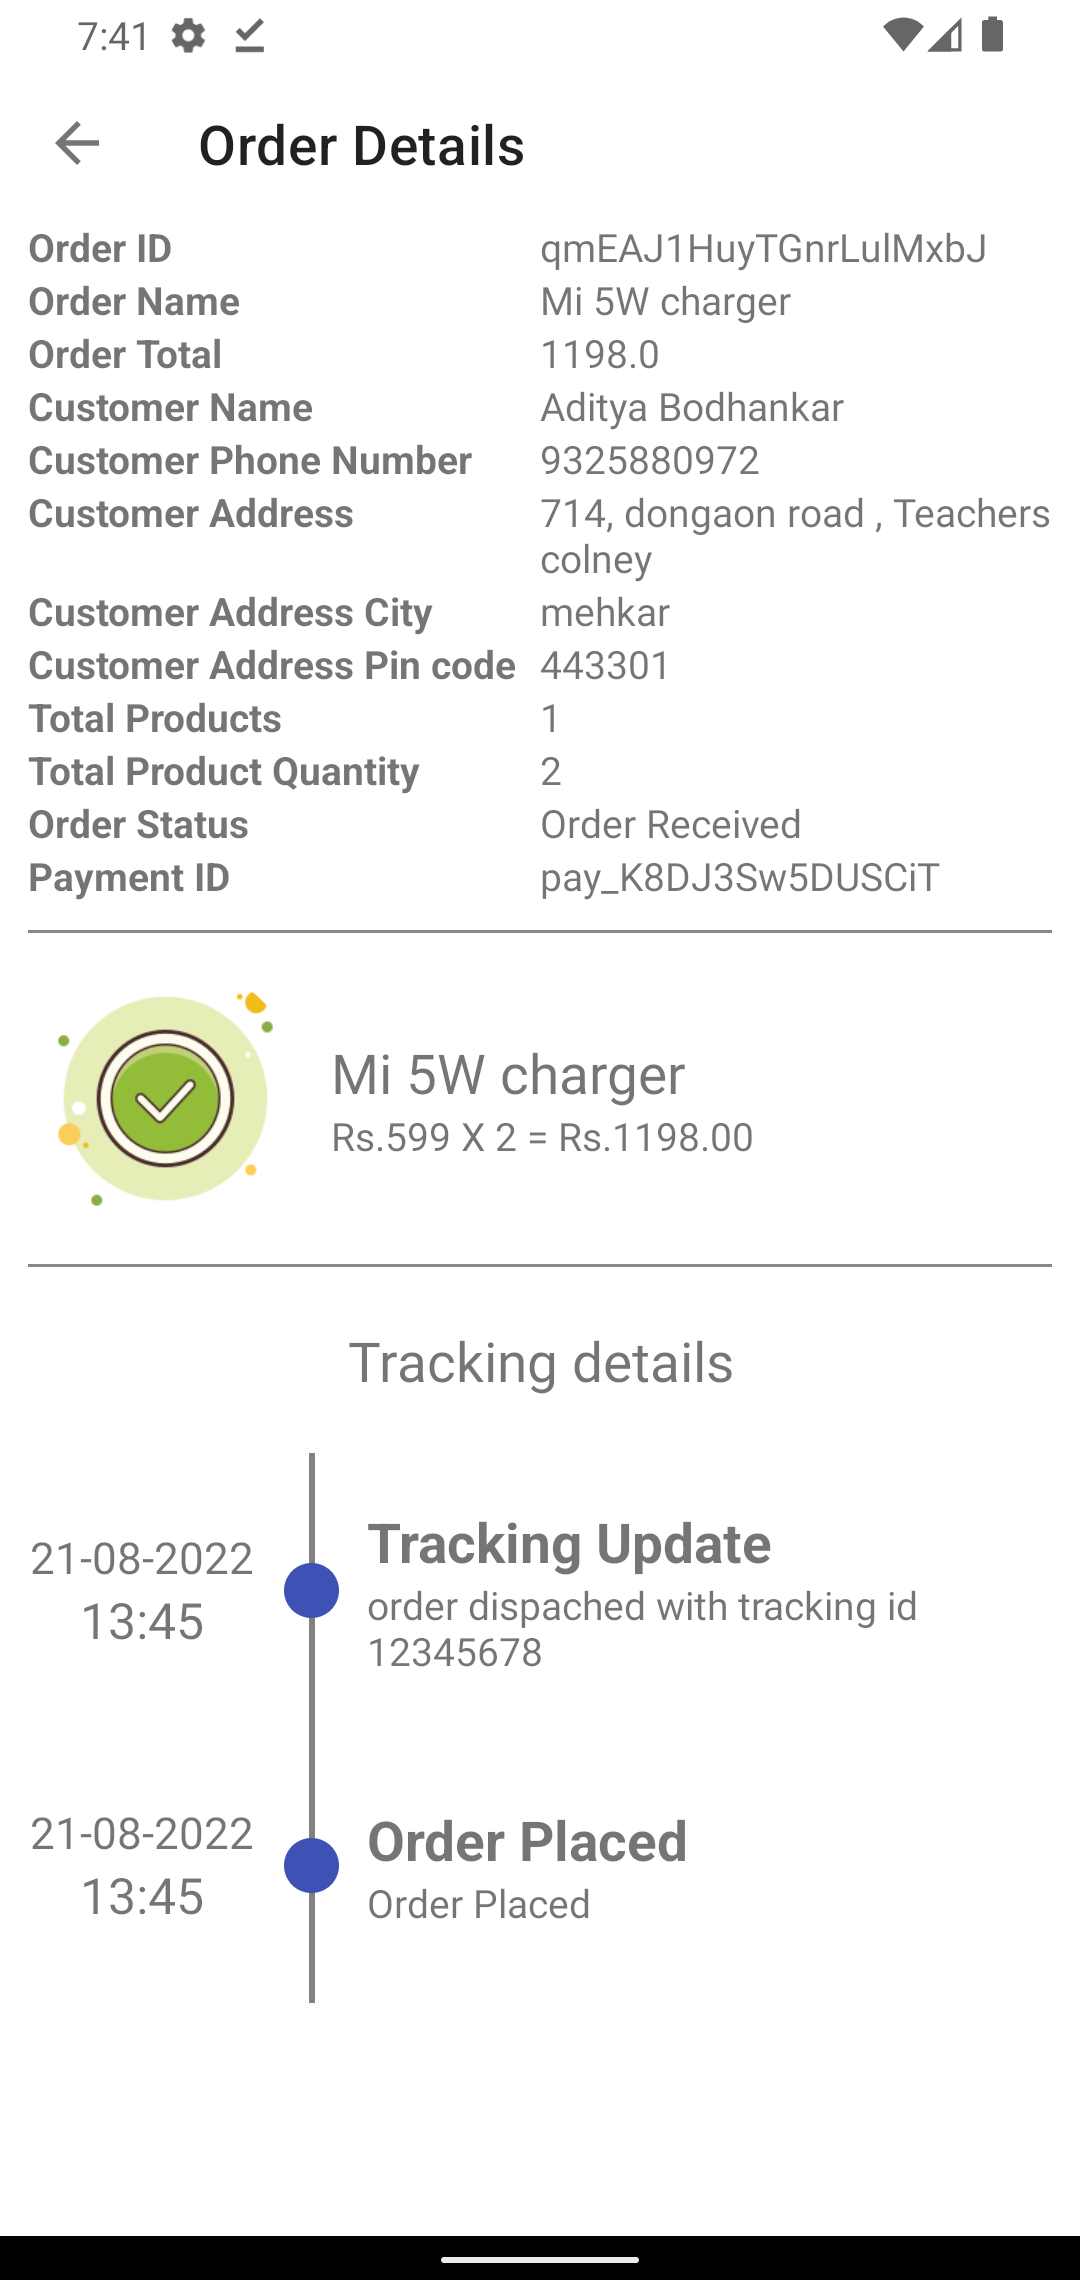 7:41
Order Details
Order ID qmEAJ1HuyTGnrLulMxbJ
Order Name Mi 5W charger
Order Total 1198.0
Customer Name Aditya Bodhankar
Customer Phone Number 9325880972
Customer Address 714, dongaon road , Teachers
colney
Customer Address City mehkar
Customer Address Pin code 443301
Total Products 1
Total Product Quantity 2
Order Status Order Received
Payment ID pay_K8DJ3Sw5DUSCiT
Mi 5W charger
Rs.599 X 2 = Rs.1198.00
Tracking details
21-08-2022
13:45
Tracking Update
order dispached with tracking id
12345678
21-08-2022
13:45
Order Placed
Order Placed